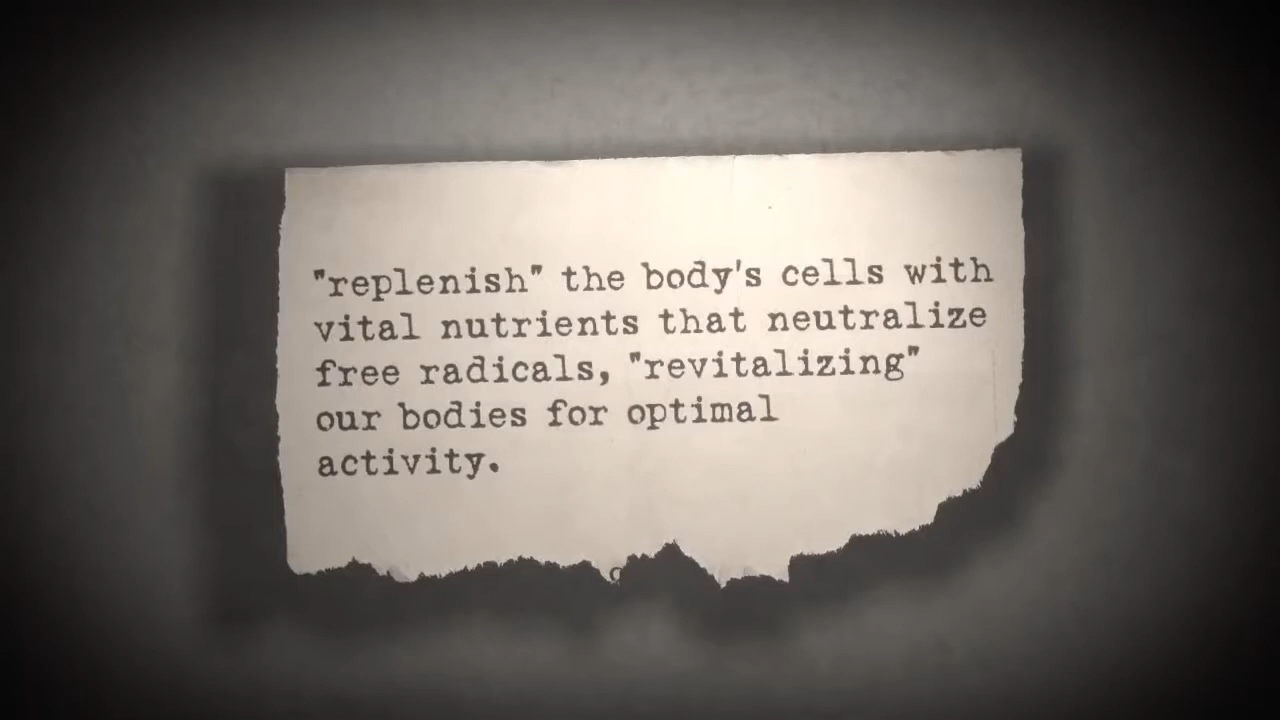 "replenish" the body's cells with
vital nutrients that neutralize
free radicals, "revitalizing"
our bodies for optimal
activity.